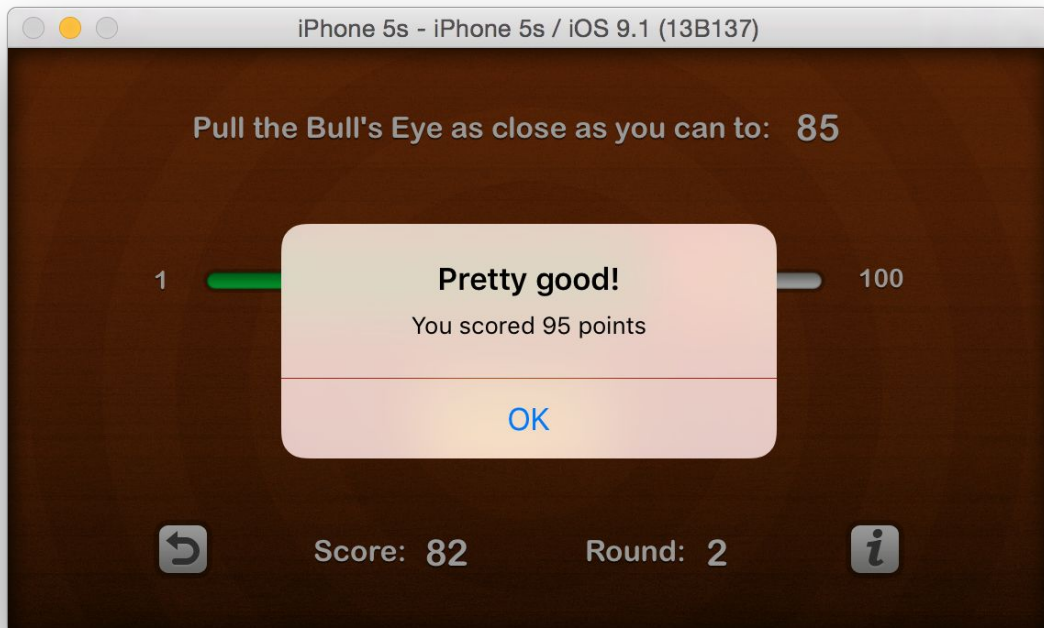 iPhone 5s - iPhone 5s / iOS 9.1 (13B137)
Pull the Bull's Eye as close as you can to: 85
1 100
Pretty good!
You scored 95 points
OK
Score: 82 Round: 2